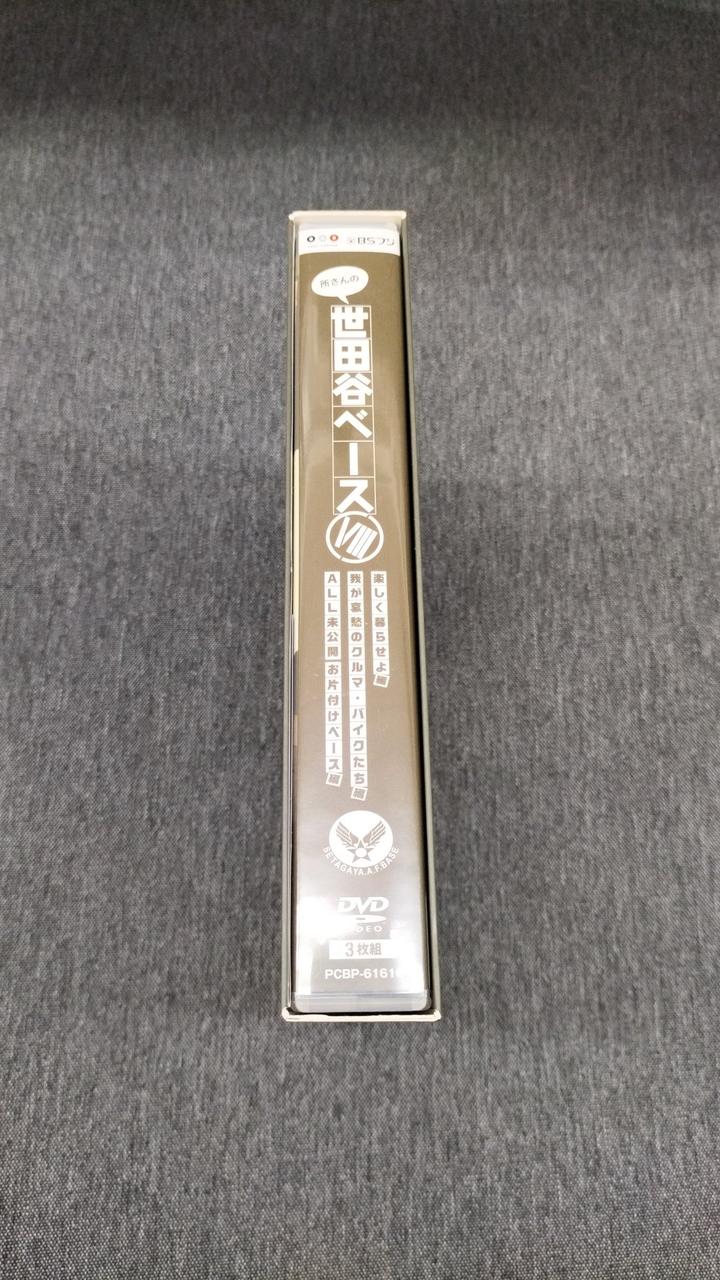 BSフジ
所さんの
世田谷ベース
VIII
楽しく暮らせよ編
我が哀愁のクルマ・バイクたち編
ALL未公開 お片付けベース編
SETAGAYA.A.F.BASE
DVD
VIDEO
3枚組
PCBP-6161